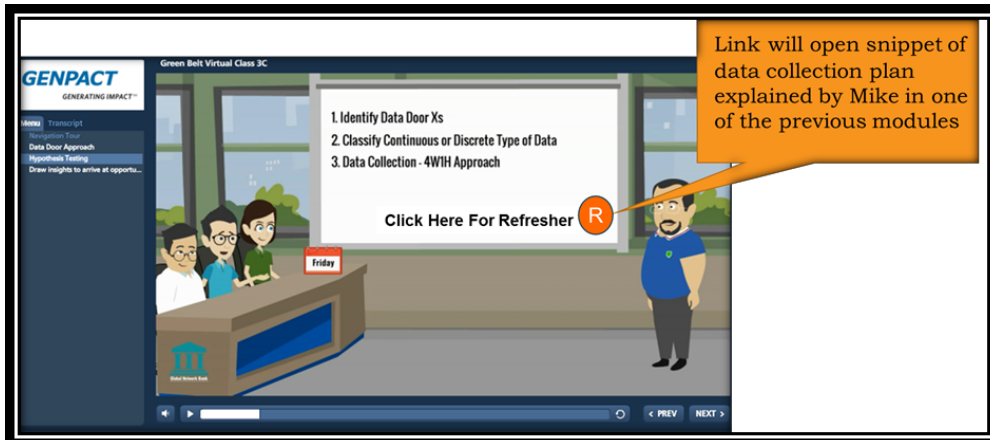 Link will open snippet of
data collection plan
explained by Mike in one
of the previous modules
Green Belt Virtual Class 3C
GENPACT
GENERATING IMPACT™
Menu Transcript
Navigation Tour
Data Door Approach
Hypothesis Testing
Draw insights to arrive at opportu...
1. Identify Data Door Xs
2. Classify Continuous or Discrete Type of Data
3. Data Collection - 4W1H Approach
Click Here For Refresher R
Friday
Global Network Bank
< PREV NEXT >